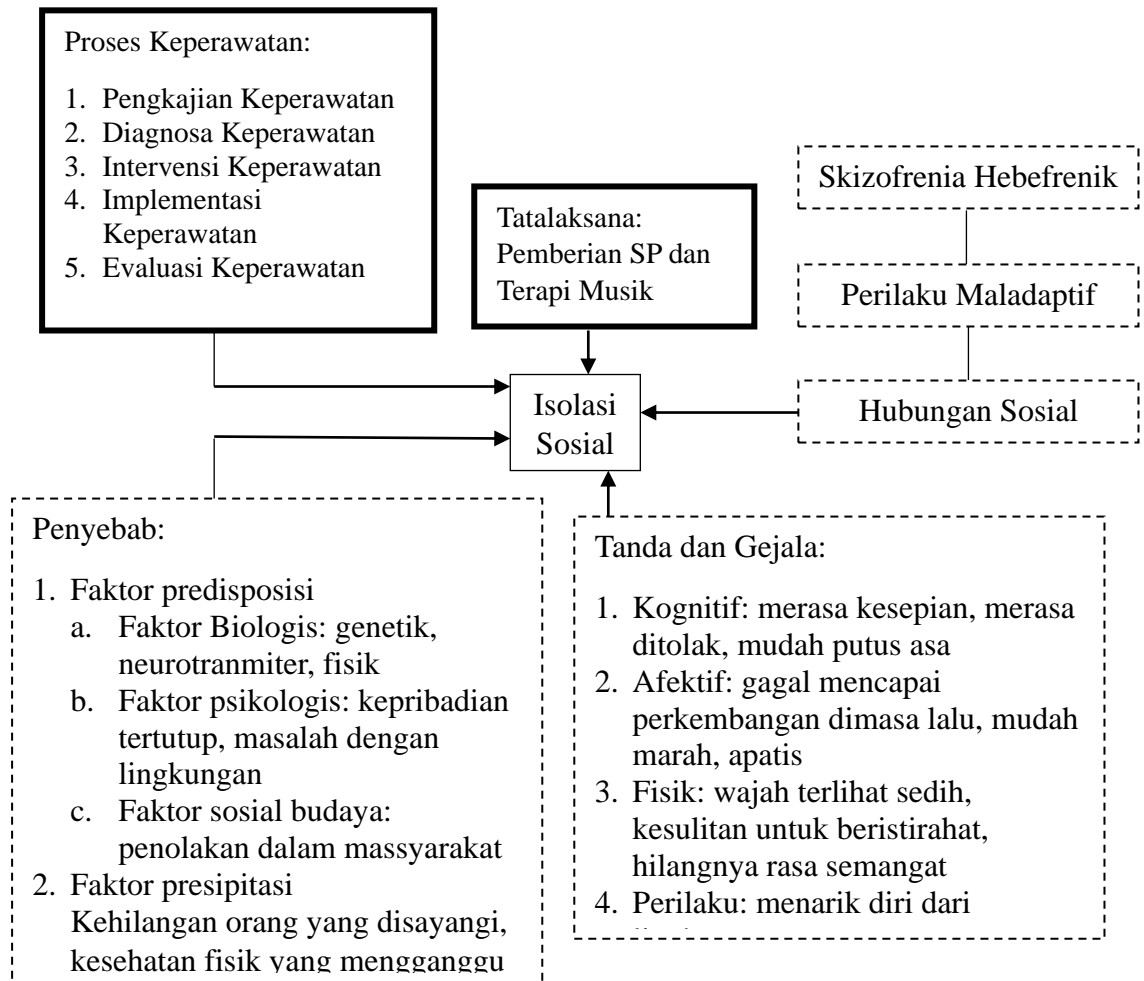 Proses Keperawatan:
1. Pengkajian Keperawatan
2. Diagnosa Keperawatan
3. Intervensi Keperawatan
4. Implementasi
Keperawatan
5. Evaluasi Keperawatan
Tatalaksana:
Pemberian SP dan
Terapi Musik
Skizofrenia Hebefrenik
Perilaku Maladaptif
Hubungan Sosial
Isolasi
Sosial
Penyebab:
1. Faktor predisposisi
a. Faktor Biologis: genetik,
neurotranmiter, fisik
b. Faktor psikologis: kepribadian
tertutup, masalah dengan
lingkungan
c. Faktor sosial budaya:
penolakan dalam massyarakat
2. Faktor presipitasi
Kehilangan orang yang disayangi,
kesehatan fisik yang mengganggu
Tanda dan Gejala:
1. Kognitif: merasa kesepian, merasa
ditolak, mudah putus asa
2. Afektif: gagal mencapai
perkembangan dimasa lalu, mudah
marah, apatis
3. Fisik: wajah terlihat sedih,
kesulitan untuk beristirahat,
hilangnya rasa semangat
4. Perilaku: menarik diri dari